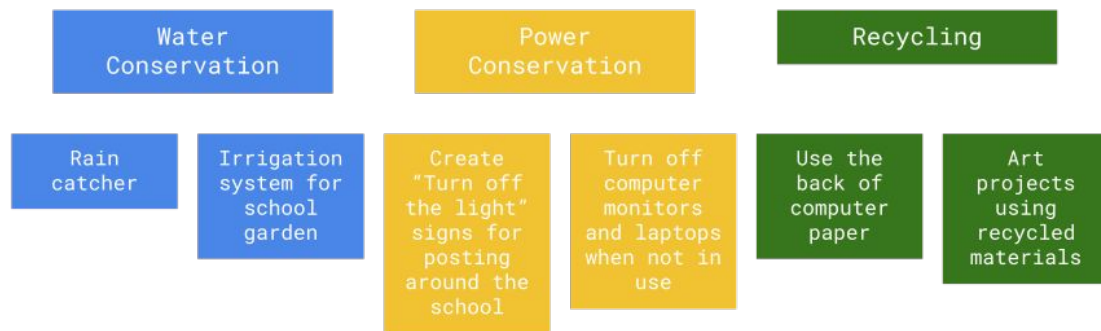 Water
Conservation
Power
Conservation
Recycling
Rain
catcher
Irrigation
system for
school
garden
Create
“Turn off
the light”
signs for
posting
around the
school
Turn off
computer
monitors
and laptops
when not in
use
Use the
back of
computer
paper
Art
projects
using
recycled
materials